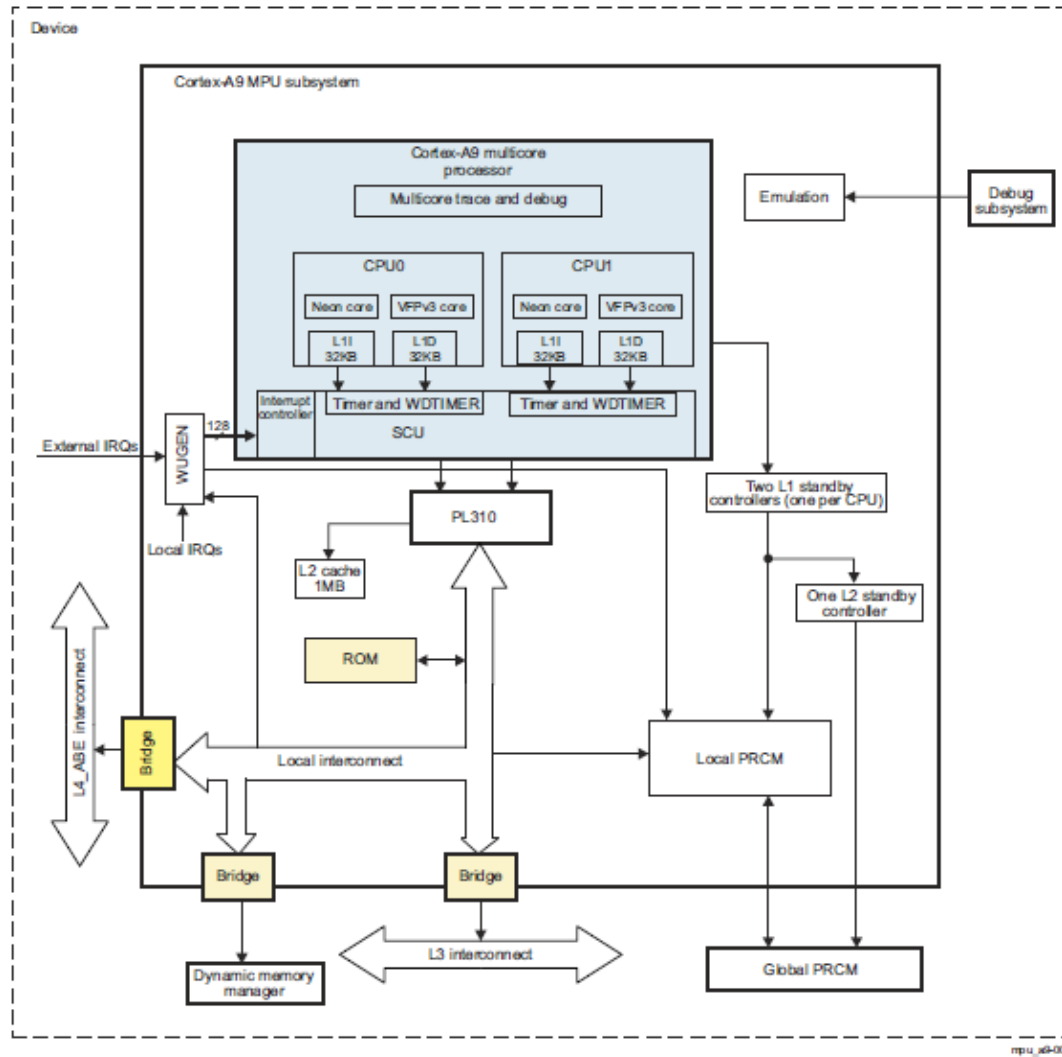 Device
Cortex-A9 MPU subsystem
Cortex-A9 multicore
processor
Multicore trace and debug
Emulation
Debug
subsystem
CPU0
CPU1
Neon core
VFPv3 core
Neon core
VFPv3 core
L1I
32KB
L1D
32KB
L1I
32KB
L1D
32KB
Interrupt
controller
Timer and WDTIMER
Timer and WDTIMER
SCU
128
External IRQs
WUGEN
Local IRQs
Two L1 standby
controllers (one per CPU)
PL310
L2 cache
1MB
One L2 standby
controller
ROM
L4_ABE interconnect
Bridge
Local interconnect
Local PRCM
Bridge
Bridge
L3 interconnect
Dynamic memory
manager
Global PRCM